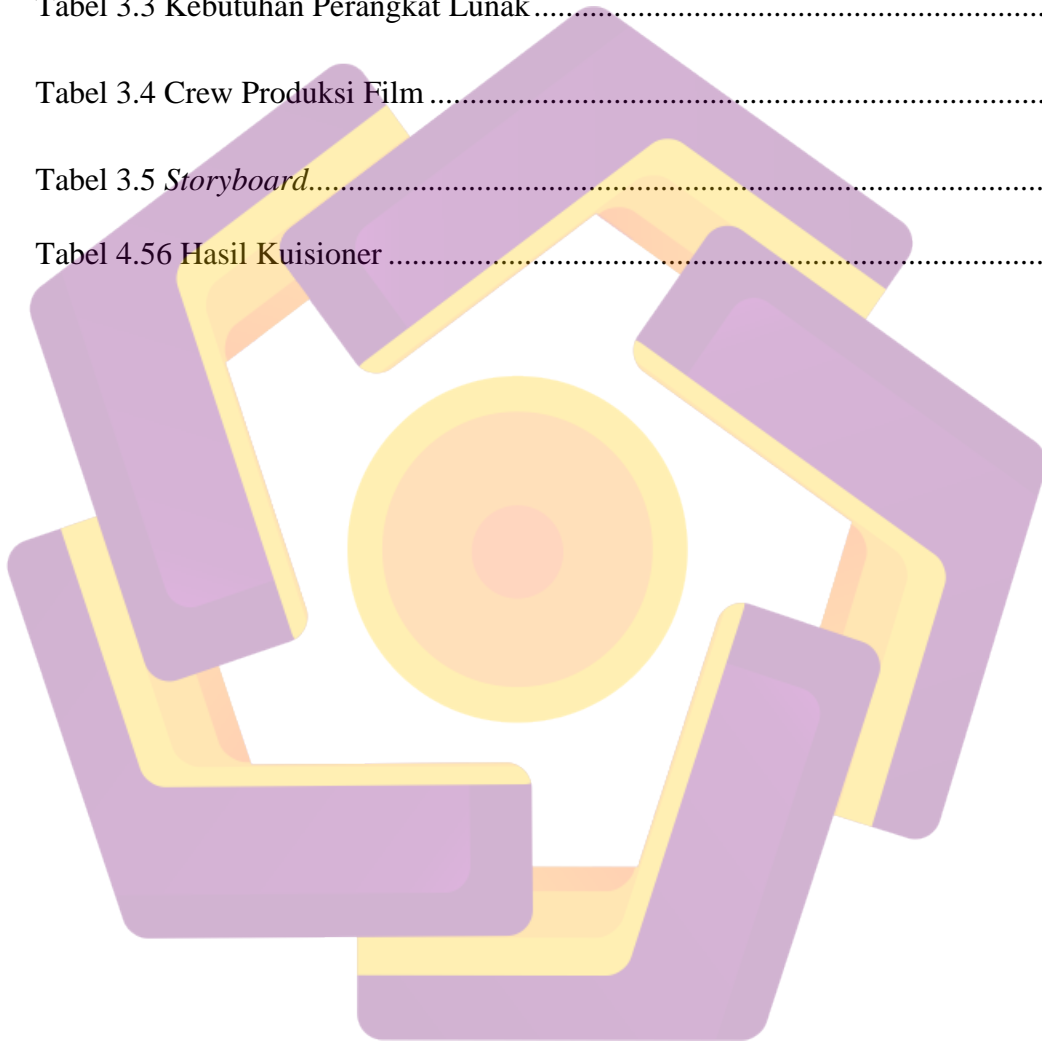 Tabel 3.3 Kebutuhan Perangkat Lunak ................................................................
Tabel 3.4 Crew Produksi Film .............................................................................
Tabel 3.5 Storyboard............................................................................................
Tabel 4.56 Hasil Kuisioner ..................................................................................